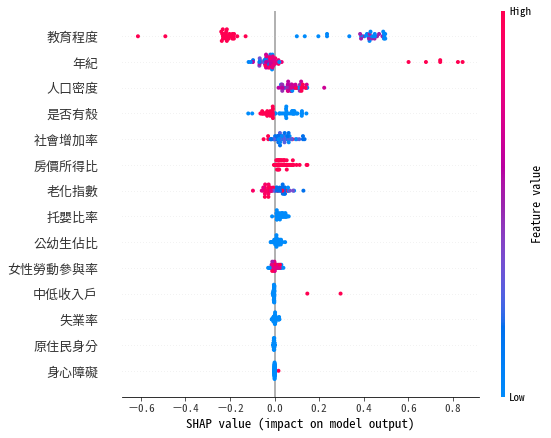 High
教育程度
年紀
人口密度
是否有殼
社會增加率
房價所得比
老化指數
托嬰比率
公幼生佔比
女性勞動參與率
中低收入戶
失業率
原住民身分
身心障礙
Feature value
Low
−0.6 −0.4 −0.2 0.0 0.2 0.4 0.6 0.8
SHAP value (impact on model output)